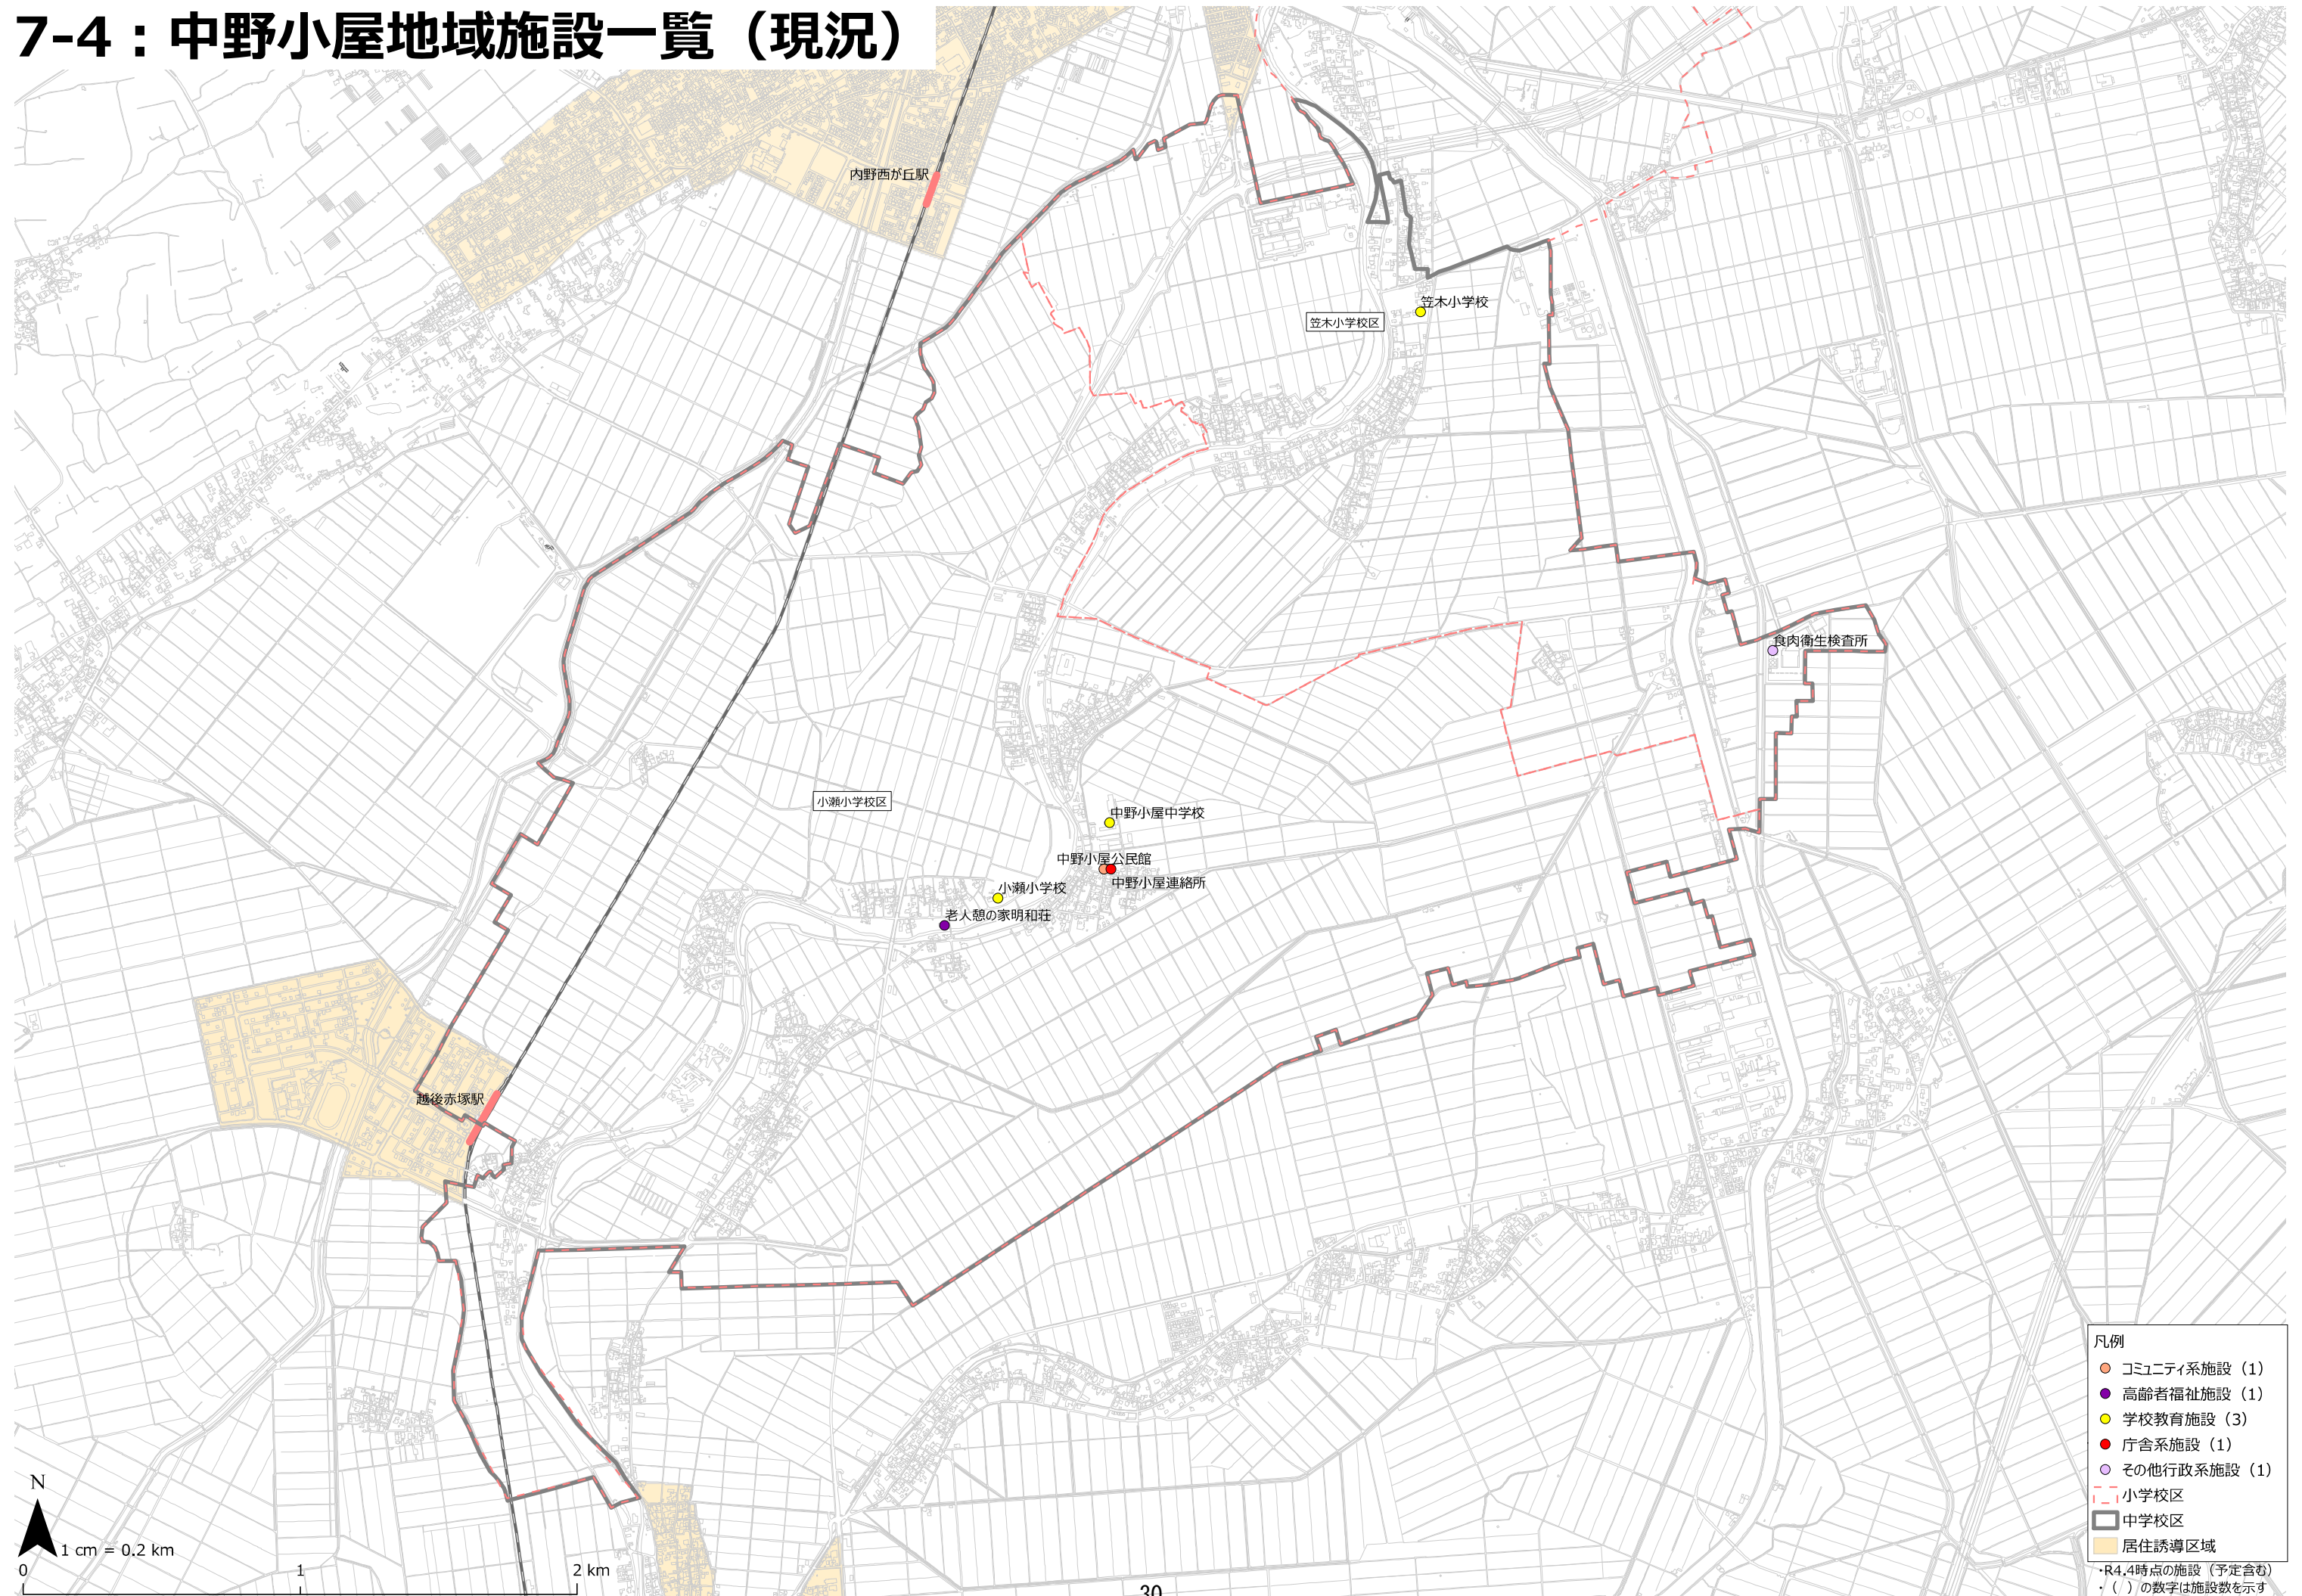 7-4：中野小屋地域施設一覧（現況）
内野西が丘駅
笠木小学校
笠木小学校区
食肉衛生検査所
小瀬小学校区
中野小屋中学校
中野小屋公民館
中野小屋連絡所
小瀬小学校
老人憩の家明和荘
越後赤塚駅
凡例
コミュニティ系施設（1）
高齢者福祉施設（1）
学校教育施設（3）
庁舎系施設（1）
その他行政系施設（1）
小学校区
中学校区
居住誘導区域
・R4.4時点の施設（予定含む）
・（ ）の数字は施設数を示す
N
1 cm = 0.2 km
0 1 2 km
30